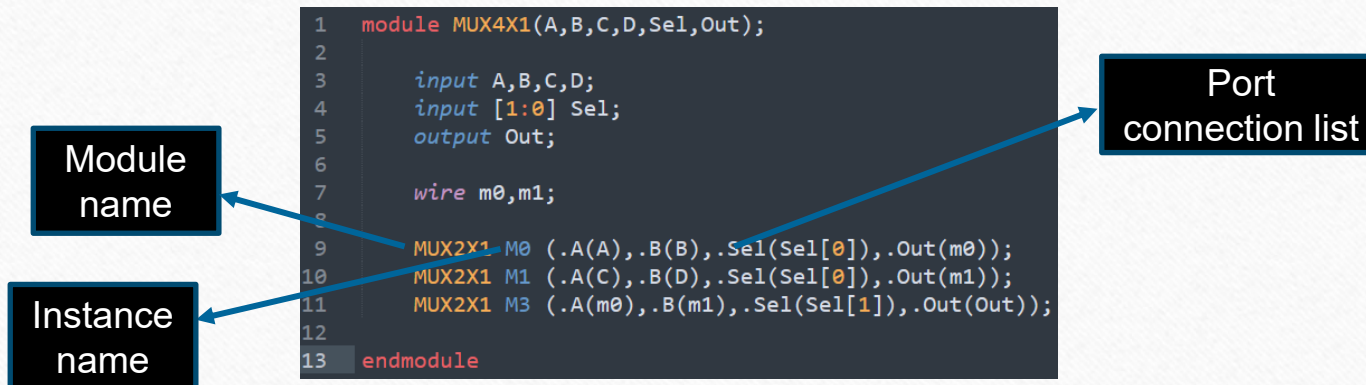 1 module MUX4X1(A,B,C,D,Sel,Out);
2
3 input A,B,C,D;
4 input [1:0] Sel;
5 output Out;
6
7 wire m0,m1;
8
9 MUX2X1 M0 (.A(A),.B(B),.Sel(Sel[0]),.Out(m0));
10 MUX2X1 M1 (.A(C),.B(D),.Sel(Sel[0]),.Out(m1));
11 MUX2X1 M3 (.A(m0),.B(m1),.Sel(Sel[1]),.Out(Out));
12
13 endmodule
Module
name
Instance
name
Port
connection list